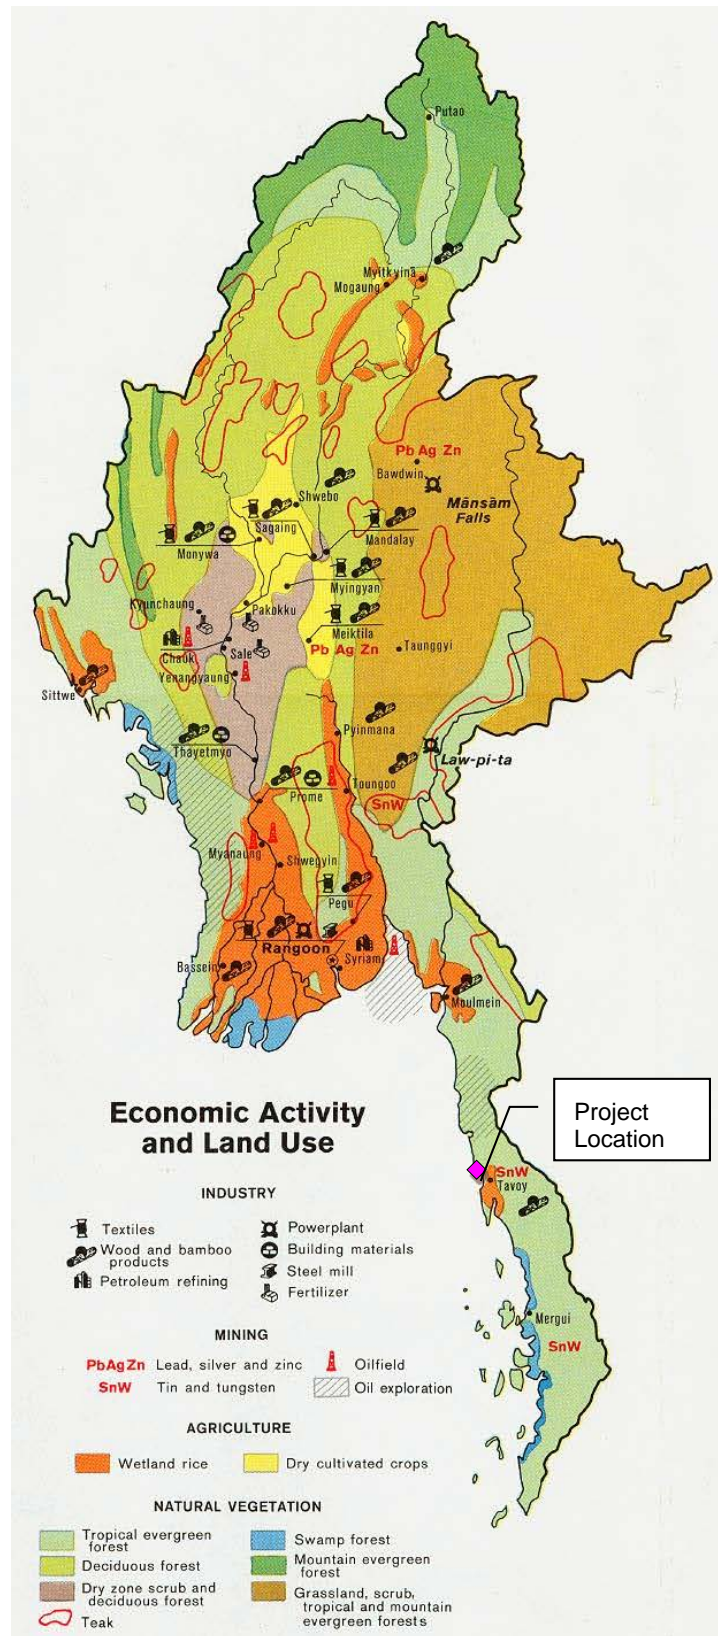 Putao
Myitkyinā
Mogaung
Pb Ag Zn
Bawdwin
Mānsām
Falls
Shwebo
Sagaing
Monywa
Mandalay
Myingyan
Kyunchaung
Pakokku
Meiktila
Chauk
Sale
Pb Ag Zn
Taunggyi
Yenangyaung
Sittwe
Pyinmana
Thayetmyo
Law-pi-ta
Prome
Toungoo
SnW
Myanaung
Shwegyin
Pegu
Rangoon
Syriam
Bassein
Moulmein
Economic Activity
and Land Use
Project
Location
SnW
Tavoy
INDUSTRY
Textiles
Powerplant
Wood and bamboo
products
Building materials
Petroleum refining
Steel mill
Fertilizer
Mergui
SnW
MINING
PbAgZn Lead, silver and zinc
Oilfield
SnW Tin and tungsten
Oil exploration
AGRICULTURE
Wetland rice
Dry cultivated crops
NATURAL VEGETATION
Tropical evergreen
forest
Swamp forest
Deciduous forest
Mountain evergreen
forest
Dry zone scrub and
deciduous forest
Grassland, scrub,
tropical and mountain
evergreen forests
Teak